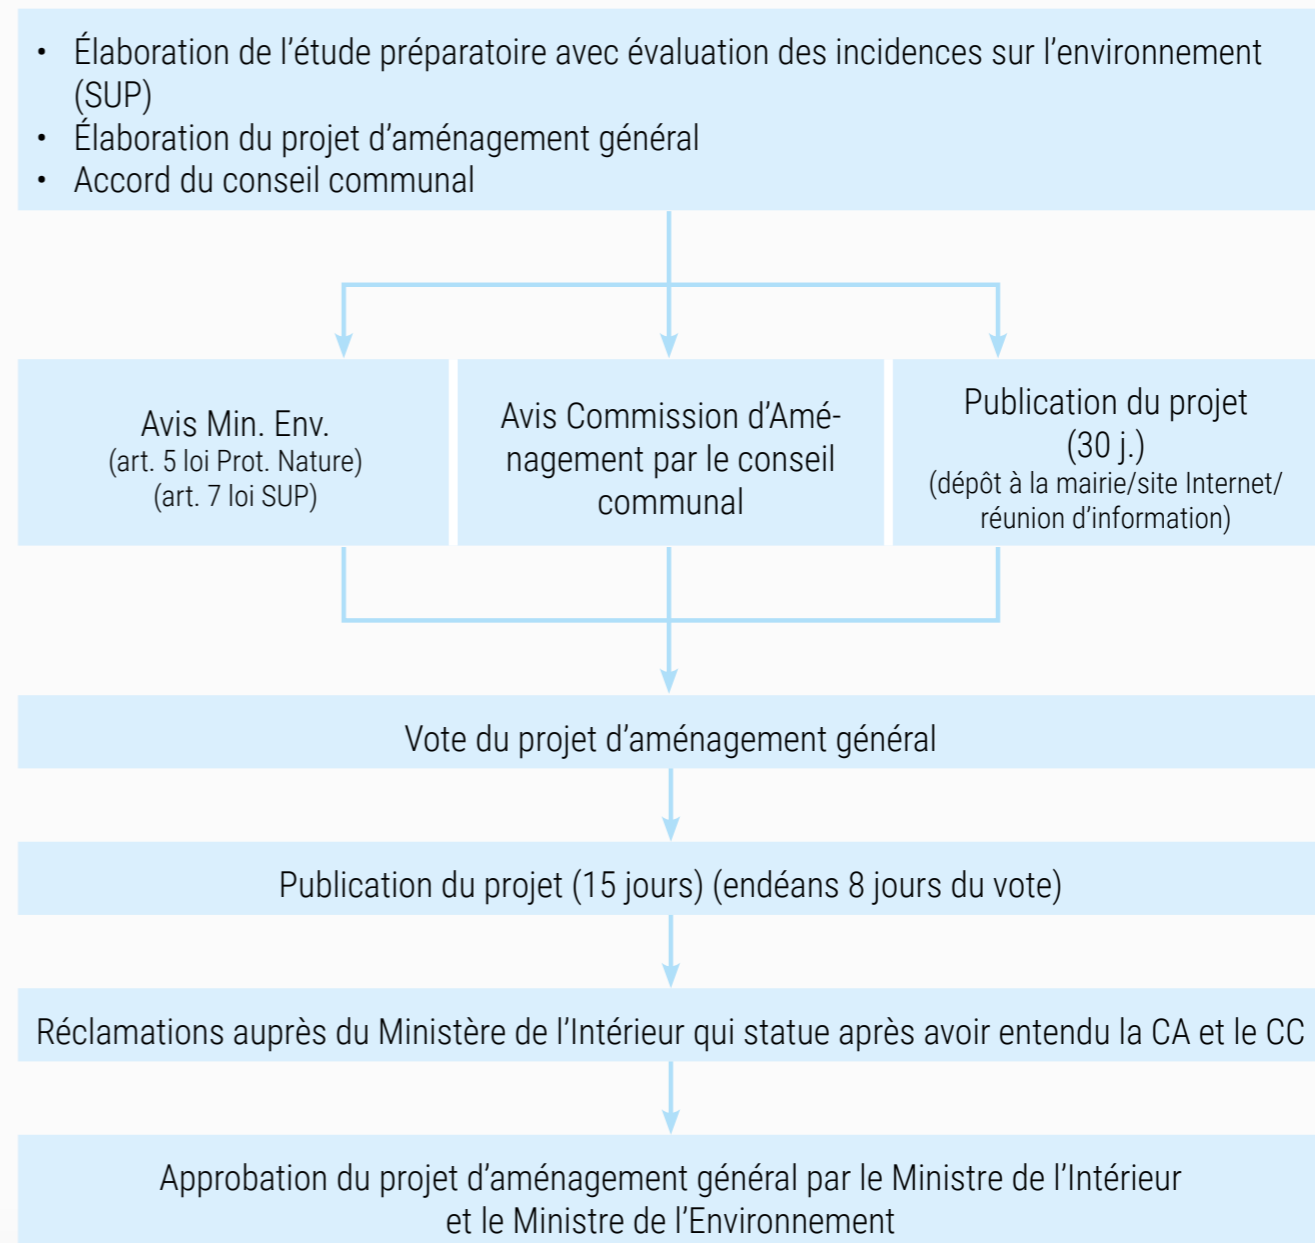 • Élaboration de l’étude préparatoire avec évaluation des incidences sur l’environnement
(SUP)
• Élaboration du projet d’aménagement général
• Accord du conseil communal
Avis Min. Env.
(art. 5 loi Prot. Nature)
(art. 7 loi SUP)
Avis Commission d’Amé-
nagement par le conseil
communal
Publication du projet
(30 j.)
(dépôt à la mairie/site Internet/
réunion d’information)
Vote du projet d’aménagement général
Publication du projet (15 jours) (endéans 8 jours du vote)
Réclamations auprès du Ministère de l’Intérieur qui statue après avoir entendu la CA et le CC
Approbation du projet d’aménagement général par le Ministre de l’Intérieur
et le Ministre de l’Environnement